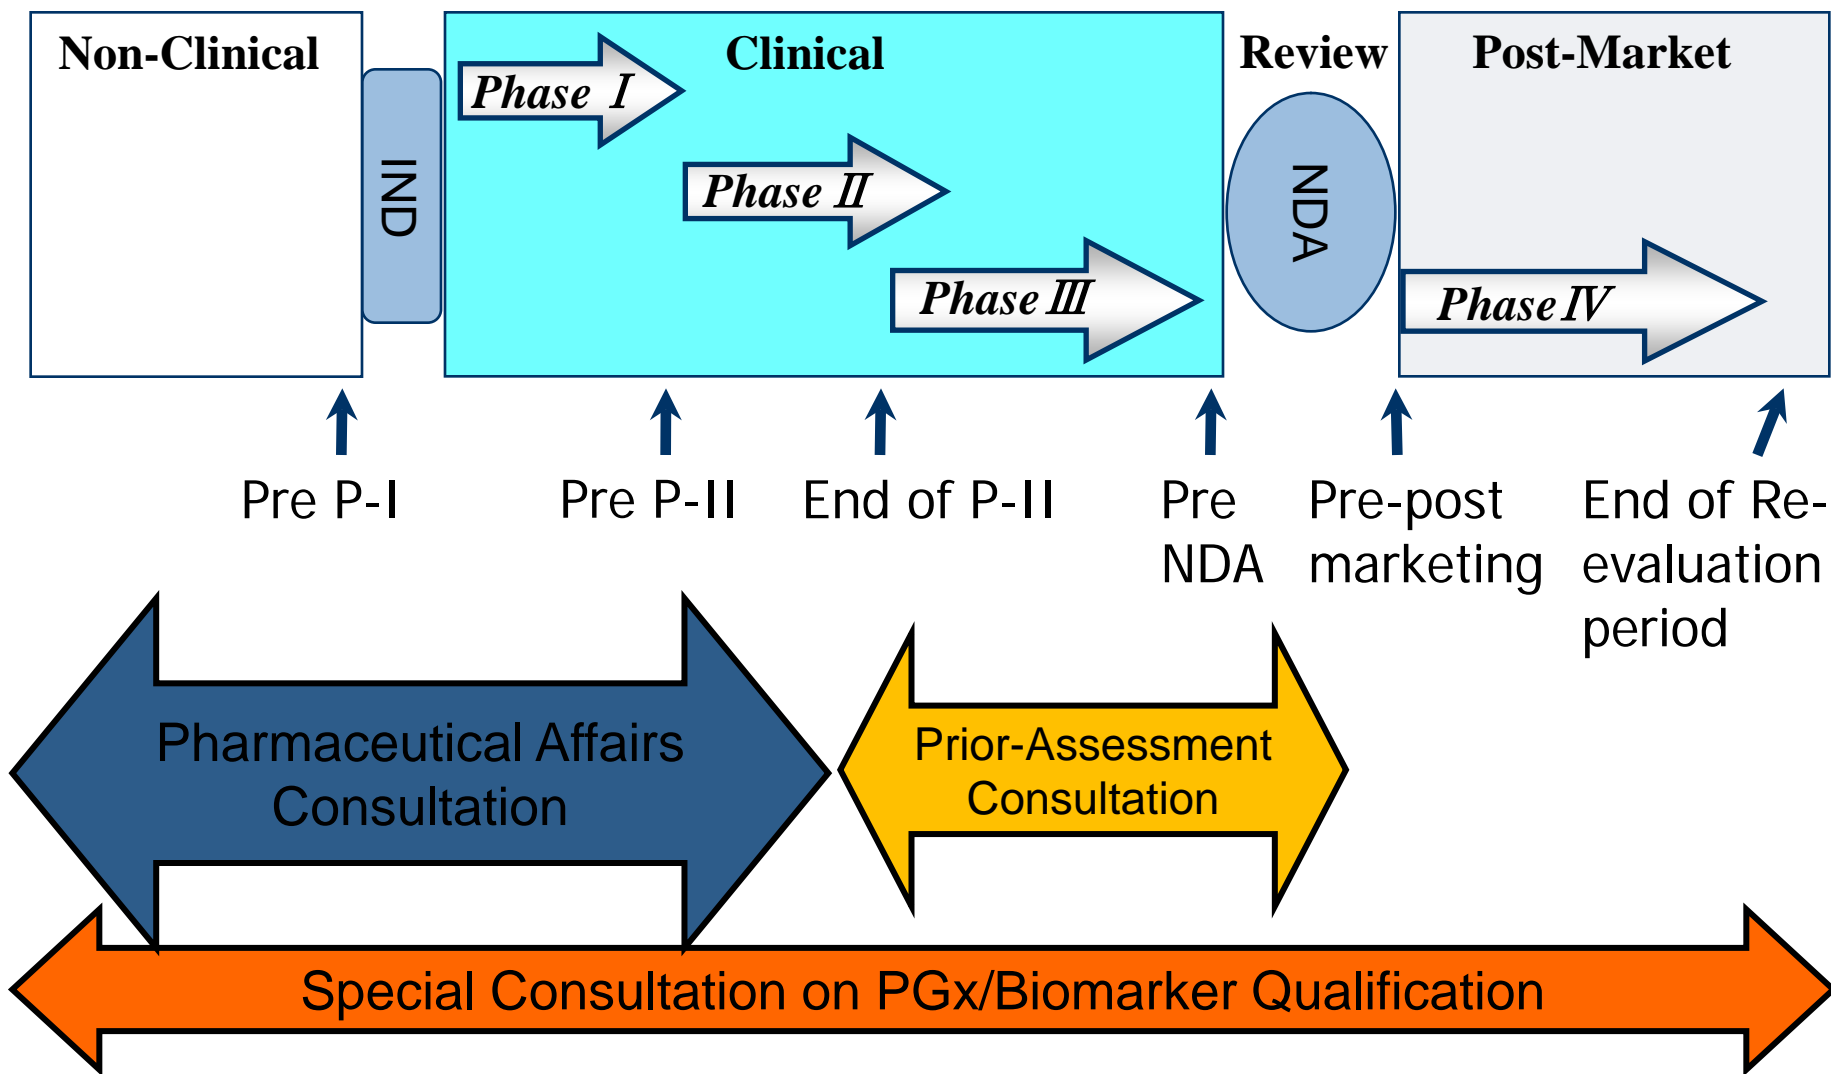 Non-Clinical
Clinical
Review
Post-Market
IND
Phase Ⅰ
Phase Ⅱ
Phase Ⅲ
NDA
Phase Ⅳ
Pre P-I
Pre P-II
End of P-II
Pre
NDA
Pre-post
marketing
End of Re-
evaluation
period
Pharmaceutical Affairs
Consultation
Prior-Assessment
Consultation
Special Consultation on PGx/Biomarker Qualification